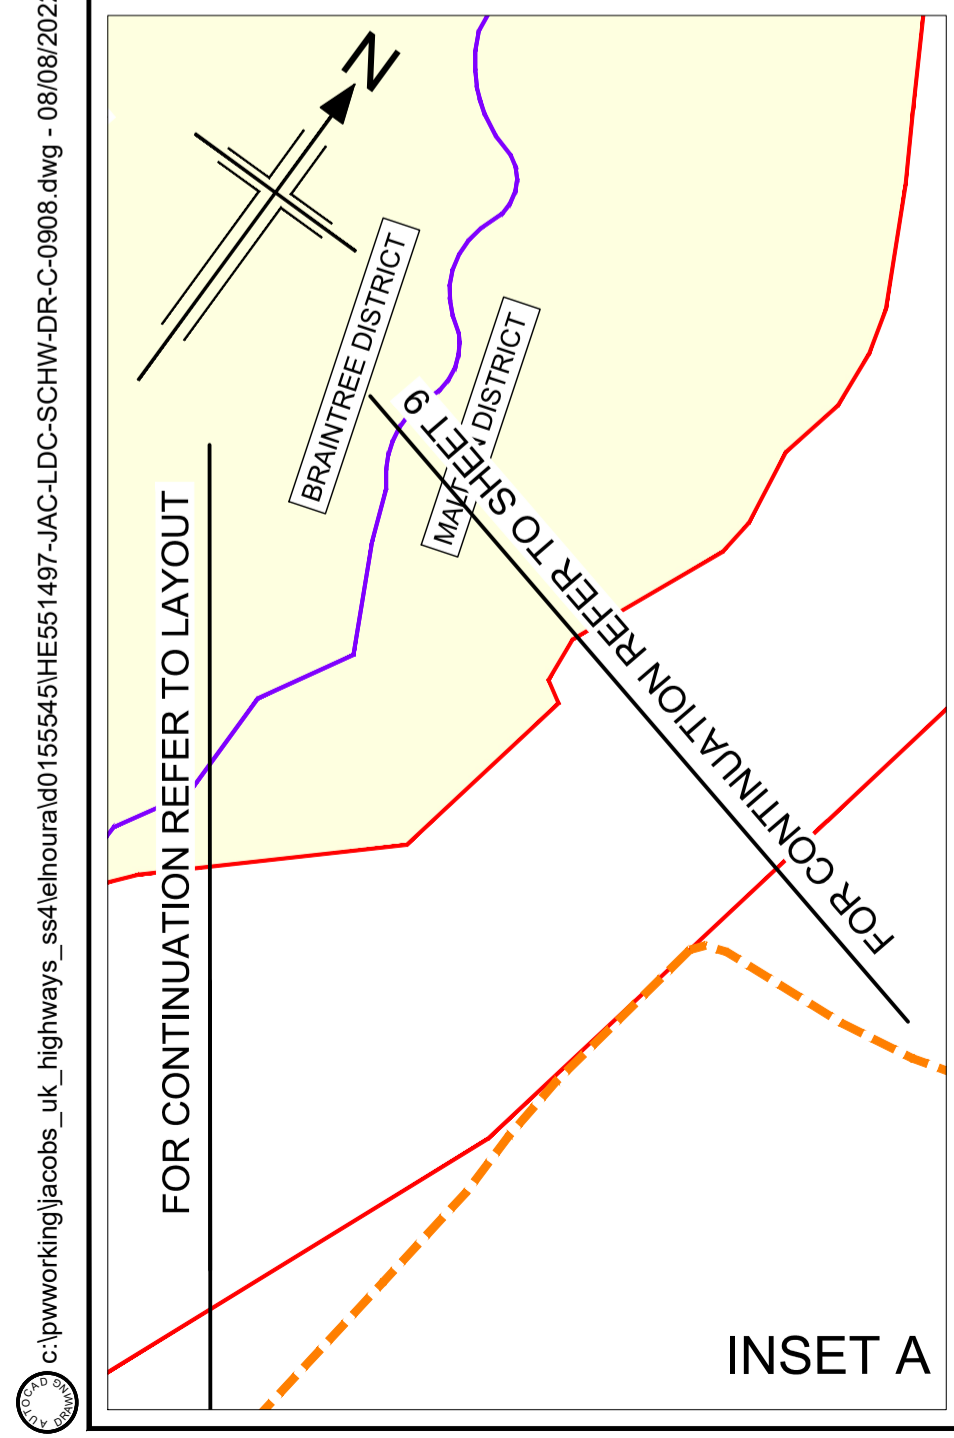 c:\pwworking\jacobs_uk_highways_ss4\elnoura\d0155545\HE551497-JAC-LDC-SCHW-DR-C-0908.dwg - 08/08/202
N
BRAINTREE DISTRICT
DISTRICT
FOR CONTINUATION REFER TO SHEET 9
FOR CONTINUATION REFER TO LAYOUT
INSET A
AUTOCAD DRAWING